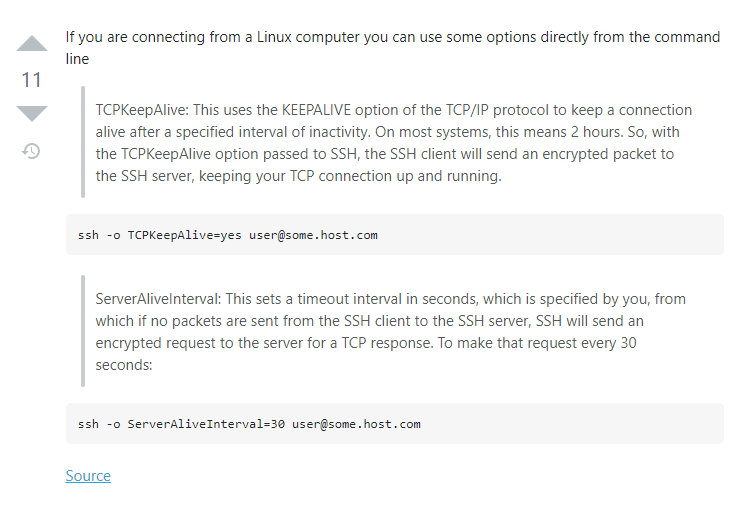 If you are connecting from a Linux computer you can use some options directly from the command
line
11
TCPKeepAlive: This uses the KEEPALIVE option of the TCP/IP protocol to keep a connection
alive after a specified interval of inactivity. On most systems, this means 2 hours. So, with
the TCPKeepAlive option passed to SSH, the SSH client will send an encrypted packet to
the SSH server, keeping your TCP connection up and running.
ssh -o TCPKeepAlive=yes user@some.host.com
ServerAliveInterval: This sets a timeout interval in seconds, which is specified by you, from
which if no packets are sent from the SSH client to the SSH server, SSH will send an
encrypted request to the server for a TCP response. To make that request every 30
seconds:
ssh -o ServerAliveInterval=30 user@some.host.com
Source